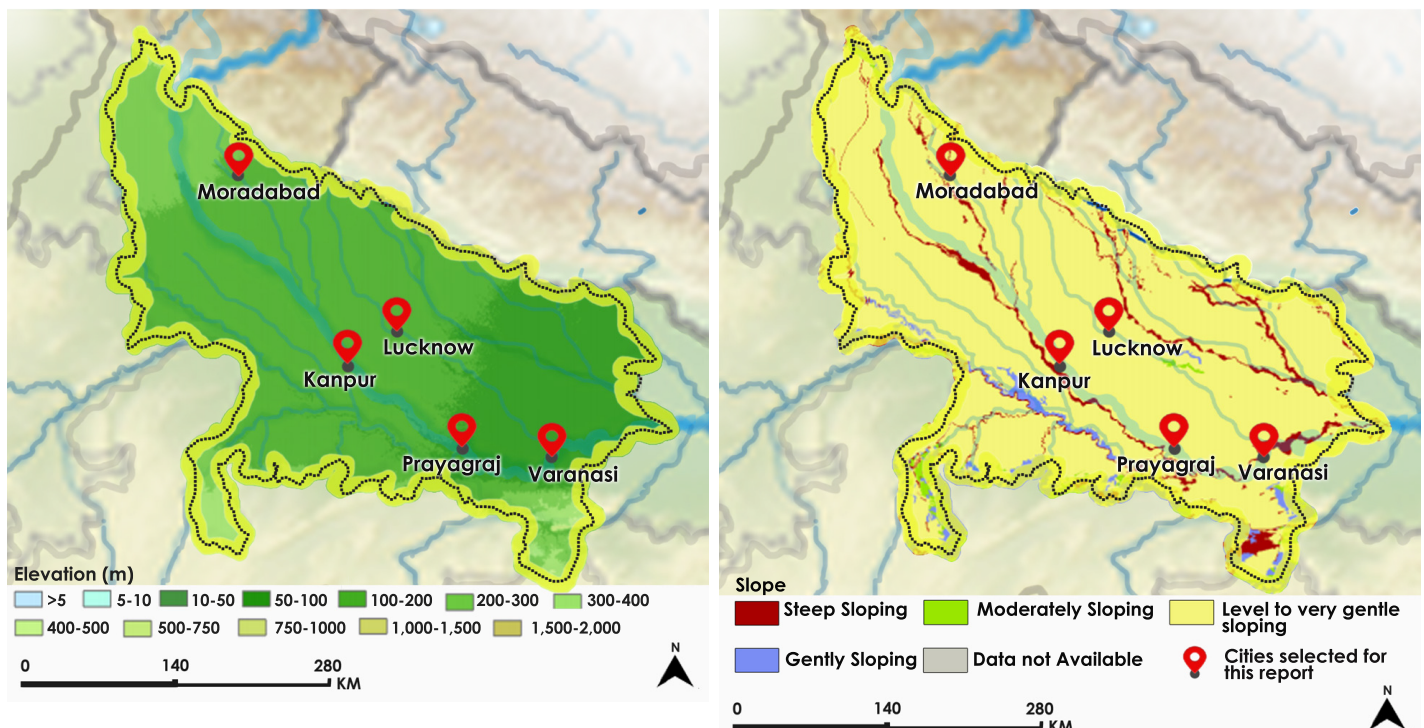 Moradabad
Lucknow
Kanpur
Prayagraj
Varanasi
Elevation (m)
>5 5-10 10-50 50-100 100-200 200-300 300-400
400-500 500-750 750-1000 1,000-1,500 1,500-2,000
0 140 280
KM
N
Moradabad
Lucknow
Kanpur
Prayagraj
Varanasi
Slope
Steep Sloping Moderately Sloping Level to very gentle
sloping
Gently Sloping Data not Available Cities selected for
this report
0 140 280
KM
N